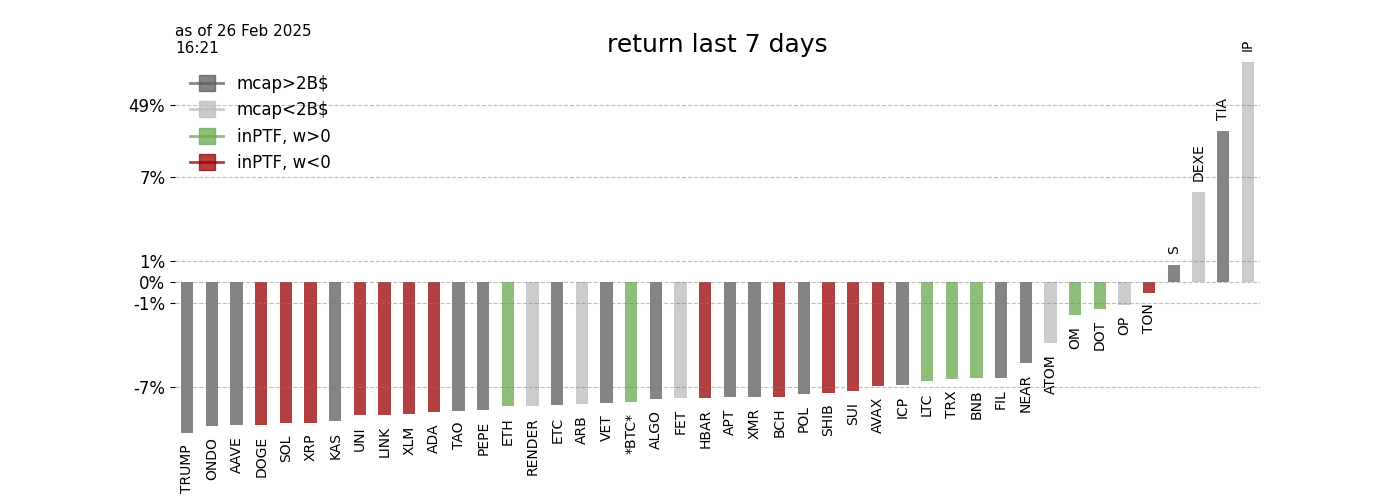 as of 26 Feb 2025
16:21
return last 7 days
mcap>2B$
mcap<2B$
inPTF, w>0
inPTF, w<0
49%
7%
1%
0%
-1%
-7%
TRUMP
ONDO
AAVE
DOGE
SOL
XRP
KAS
UNI
LINK
XLM
ADA
TAO
PEPE
ETH
RENDER
ETC
ARB
VET
*BTC*
ALGO
FET
HBAR
APT
XMR
BCH
POL
SHIB
SUI
AVAX
ICP
LTC
TRX
BNB
FIL
NEAR
ATOM
OM
DOT
OP
TON
S
DEXE
TIA
IP